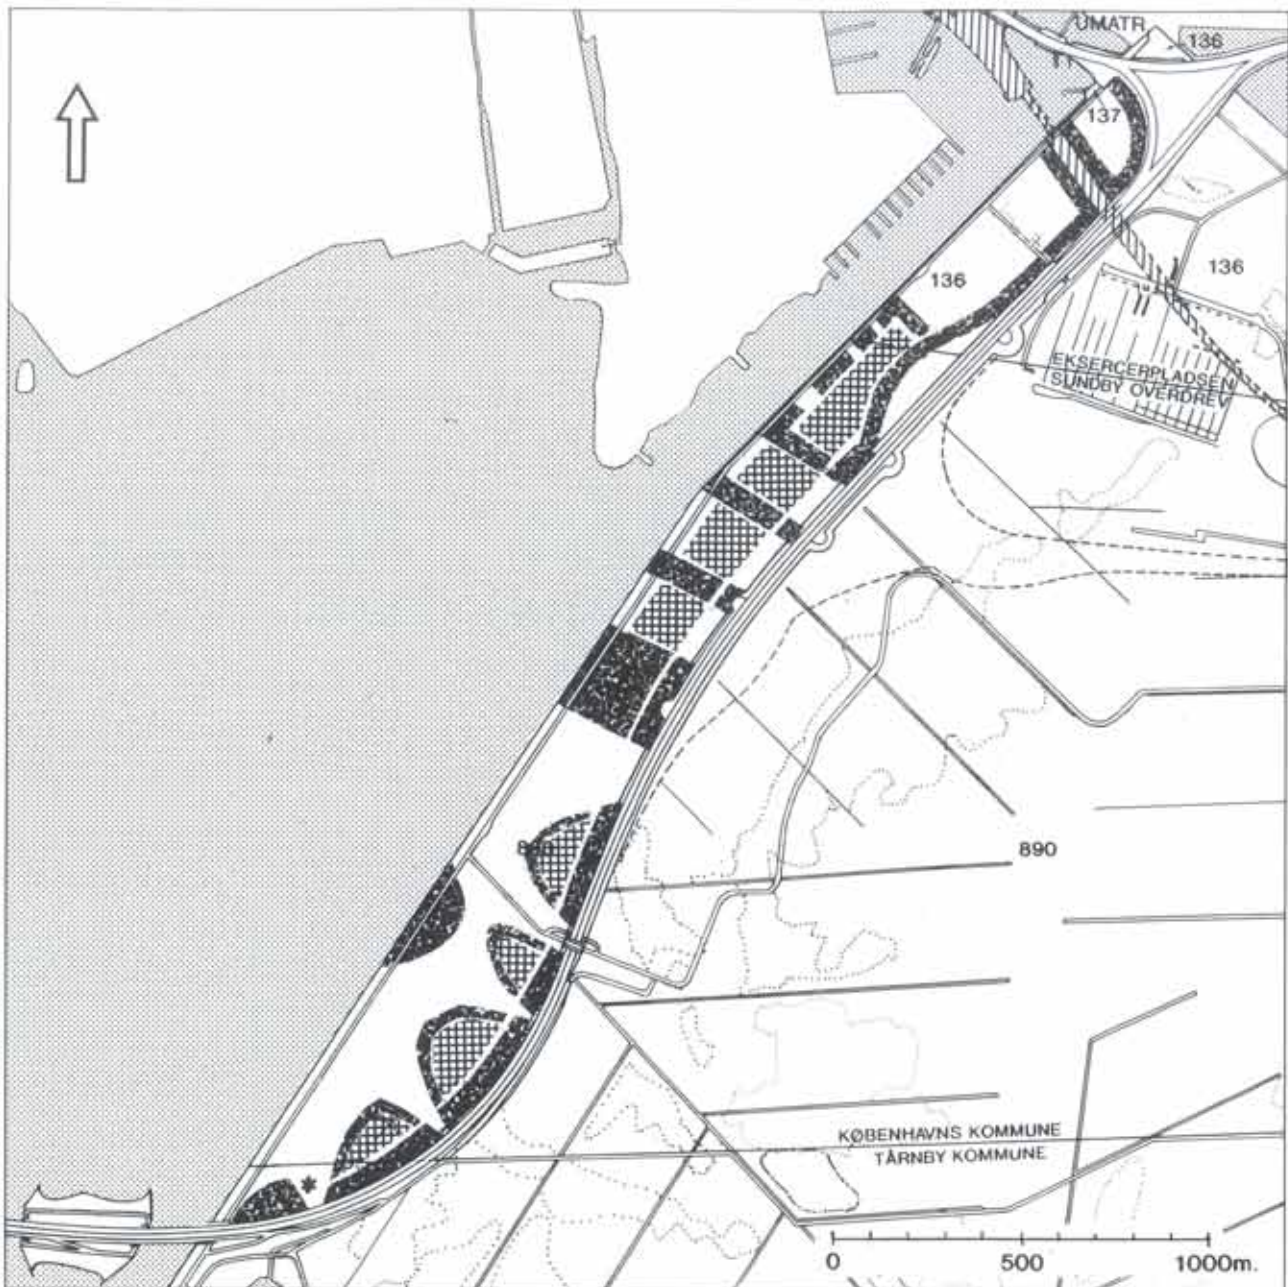 UMATR
136
137
136
136
EKSERCERPLADSEN
SUNDBY OVERDREV
890
KØBENHAVNS KOMMUNE
TÅRNBY KOMMUNE
0 500 1000m.